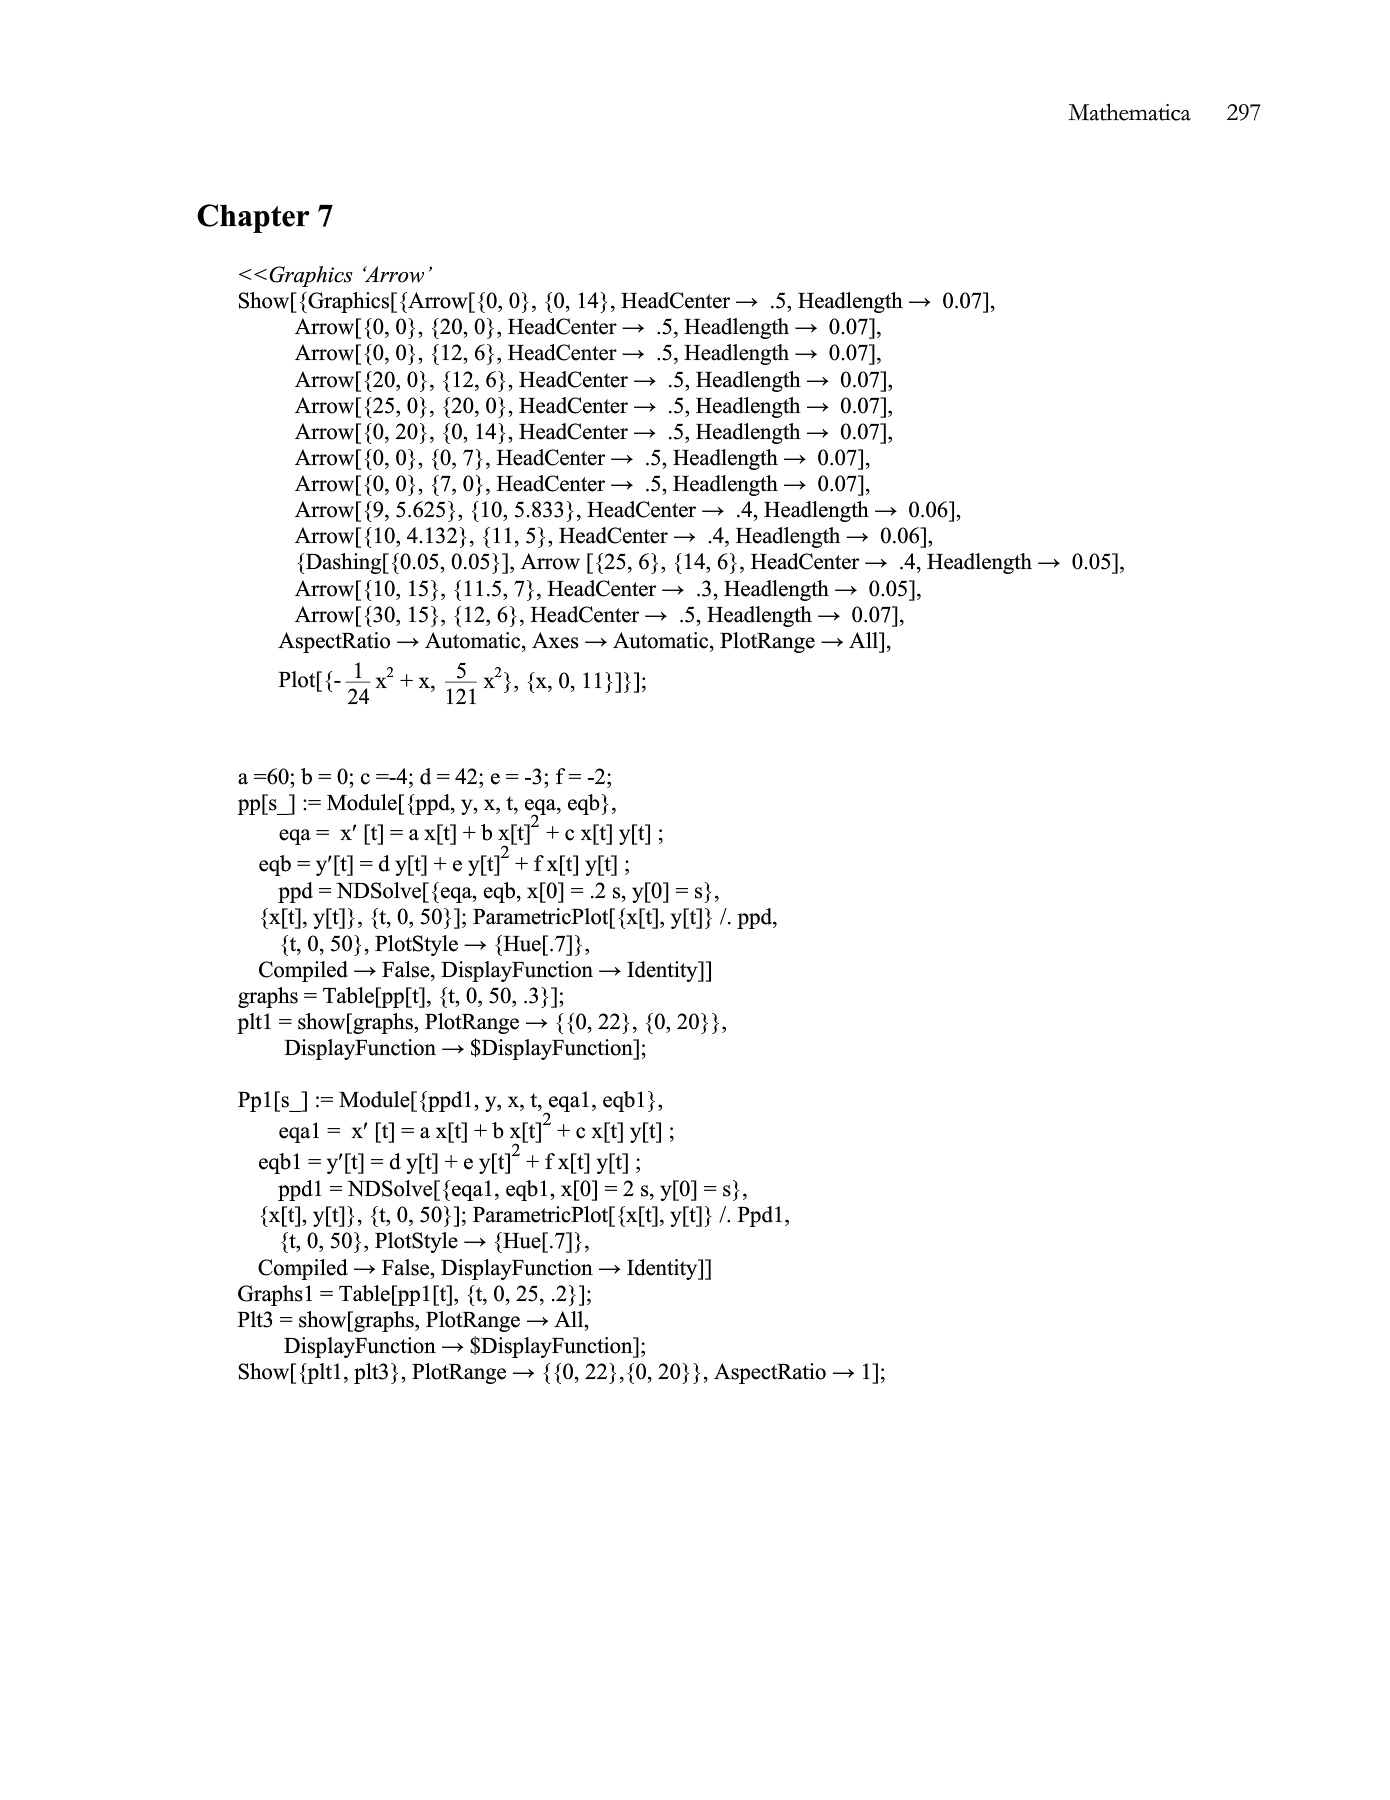 Mathematica 297
Chapter 7
<<Graphics ‘Arrow’
Show[{Graphics[{Arrow[{0, 0}, {0, 14}, HeadCenter → .5, Headlength → 0.07],
Arrow[{0, 0}, {20, 0}, HeadCenter → .5, Headlength → 0.07],
Arrow[{0, 0}, {12, 6}, HeadCenter → .5, Headlength → 0.07],
Arrow[{20, 0}, {12, 6}, HeadCenter → .5, Headlength → 0.07],
Arrow[{25, 0}, {20, 0}, HeadCenter → .5, Headlength → 0.07],
Arrow[{0, 20}, {0, 14}, HeadCenter → .5, Headlength → 0.07],
Arrow[{0, 0}, {0, 7}, HeadCenter → .5, Headlength → 0.07],
Arrow[{0, 0}, {7, 0}, HeadCenter → .5, Headlength → 0.07],
Arrow[{9, 5.625}, {10, 5.833}, HeadCenter → .4, Headlength → 0.06],
Arrow[{10, 4.132}, {11, 5}, HeadCenter → .4, Headlength → 0.06],
{Dashing[{0.05, 0.05}], Arrow [{25, 6}, {14, 6}, HeadCenter → .4, Headlength → 0.05],
Arrow[{10, 15}, {11.5, 7}, HeadCenter → .3, Headlength → 0.05],
Arrow[{30, 15}, {12, 6}, HeadCenter → .5, Headlength → 0.07],
AspectRatio → Automatic, Axes → Automatic, PlotRange → All],
Plot[{-1/24 x² + x, 5/121 x²}, {x, 0, 11}]}];
a =60; b = 0; c =-4; d = 42; e = -3; f = -2;
pp[s_] := Module[{ppd, y, x, t, eqa, eqb},
eqa = x′ [t] = a x[t] + b x[t]² + c x[t] y[t] ;
eqb = y′[t] = d y[t] + e y[t]² + f x[t] y[t] ;
ppd = NDSolve[{eqa, eqb, x[0] = .2 s, y[0] = s},
{x[t], y[t]}, {t, 0, 50}]; ParametricPlot[{x[t], y[t]} /. ppd,
{t, 0, 50}, PlotStyle → {Hue[.7]},
Compiled → False, DisplayFunction → Identity]]
graphs = Table[pp[t], {t, 0, 50, .3}];
plt1 = show[graphs, PlotRange → {{0, 22}, {0, 20}},
DisplayFunction → $DisplayFunction];
Pp1[s_] := Module[{ppd1, y, x, t, eqa1, eqb1},
eqa1 = x′ [t] = a x[t] + b x[t]² + c x[t] y[t] ;
eqb1 = y′[t] = d y[t] + e y[t]² + f x[t] y[t] ;
ppd1 = NDSolve[{eqa1, eqb1, x[0] = 2 s, y[0] = s},
{x[t], y[t]}, {t, 0, 50}]; ParametricPlot[{x[t], y[t]} /. Ppd1,
{t, 0, 50}, PlotStyle → {Hue[.7]},
Compiled → False, DisplayFunction → Identity]]
Graphs1 = Table[pp1[t], {t, 0, 25, .2}];
Plt3 = show[graphs, PlotRange → All,
DisplayFunction → $DisplayFunction];
Show[{plt1, plt3}, PlotRange → {{0, 22},{0, 20}}, AspectRatio → 1];